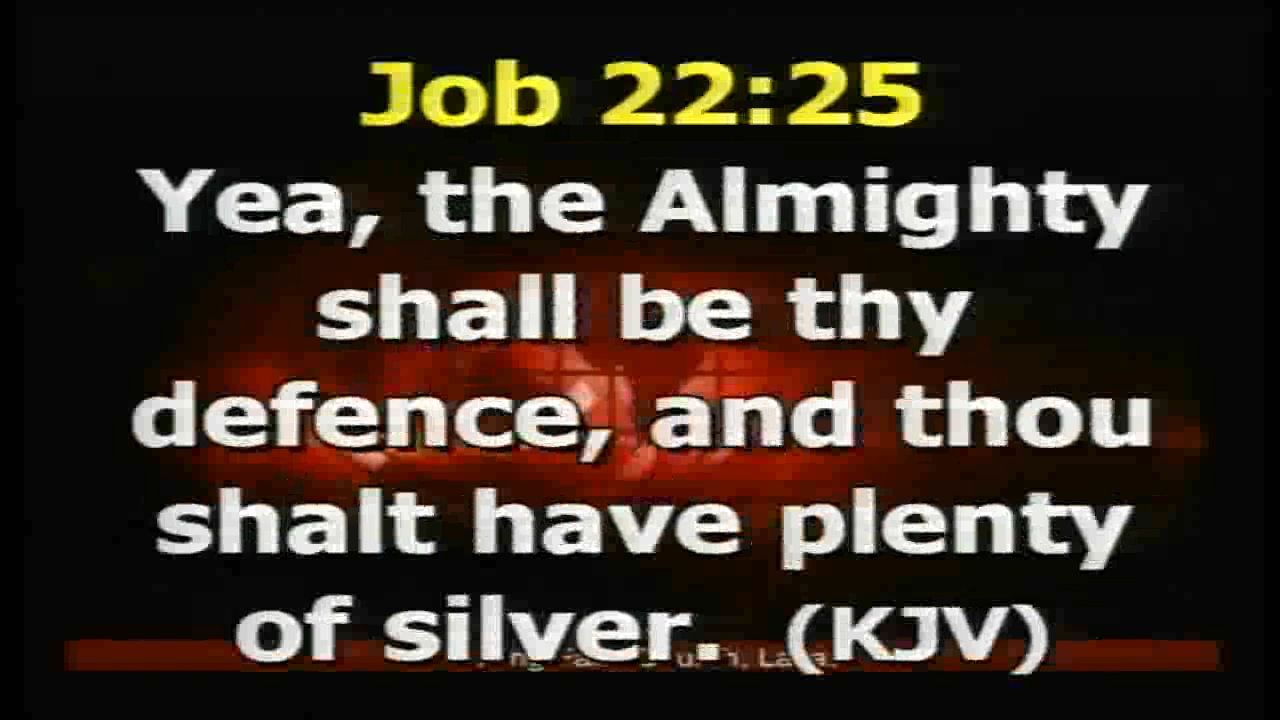 Job 22:25
Yea, the Almighty
shall be thy
defence, and thou
shalt have plenty
of silver. (KJV)